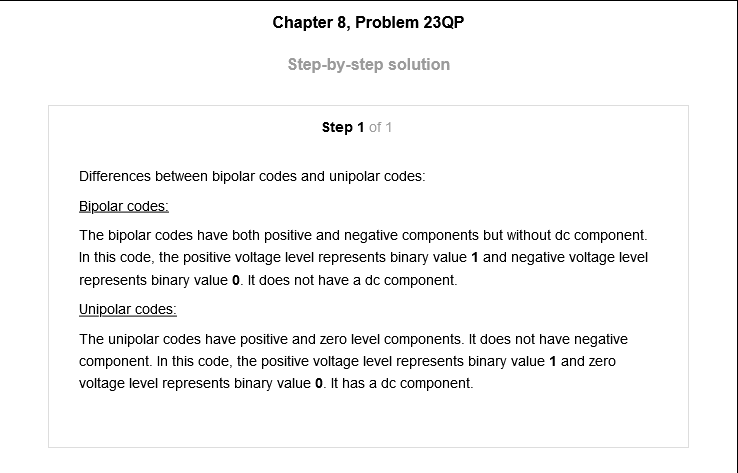 Chapter 8, Problem 23QP
Step-by-step solution
Step 1 of 1
Differences between bipolar codes and unipolar codes:
Bipolar codes:
The bipolar codes have both positive and negative components but without dc component.
In this code, the positive voltage level represents binary value 1 and negative voltage level
represents binary value 0. It does not have a dc component.
Unipolar codes:
The unipolar codes have positive and zero level components. It does not have negative
component. In this code, the positive voltage level represents binary value 1 and zero
voltage level represents binary value 0. It has a dc component.